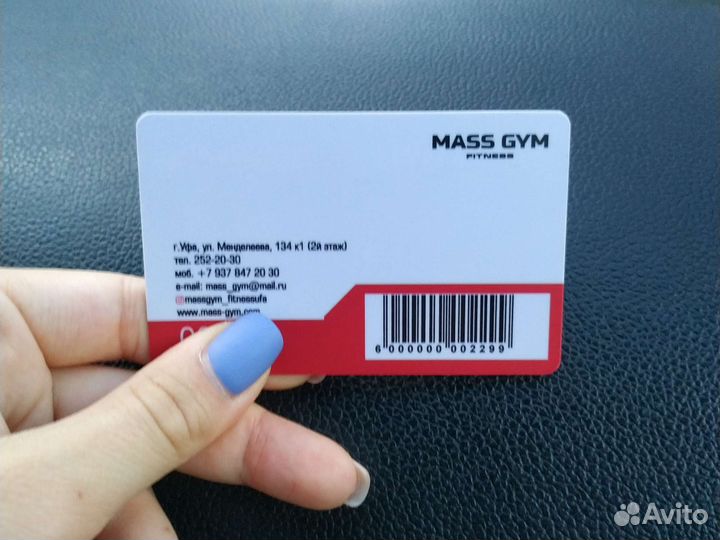 MASS GYM
FITNESS
г.Уфа, ул. Менделеева, 134 к1 (2й этаж)
тел. 252-20-30
моб. +7 937 847 20 30
e-mail: mass_gym@mail.ru
massgym_fitnessufa
www.mass-gym.com
6 000000 002299
Avito